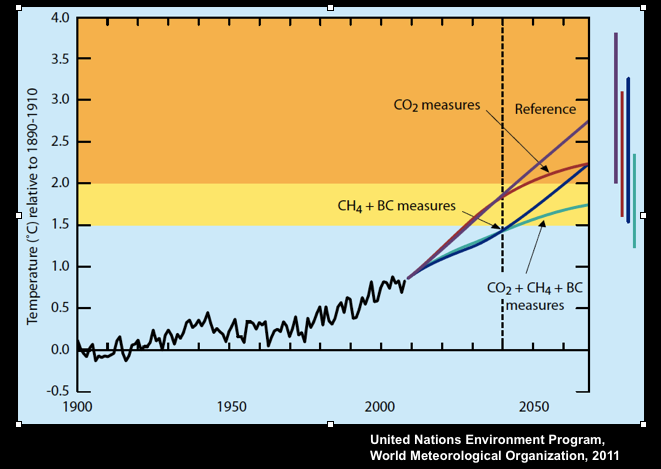 4.0
3.5
3.0
2.5
2.0
1.5
1.0
0.5
0.0
-0.5
Temperature (˚C) relative to 1890-1910
CO₂ measures
Reference
CH₄ + BC measures
CO₂ + CH₄ + BC
measures
1900
1950
2000
2050
United Nations Environment Program,
World Meteorological Organization, 2011